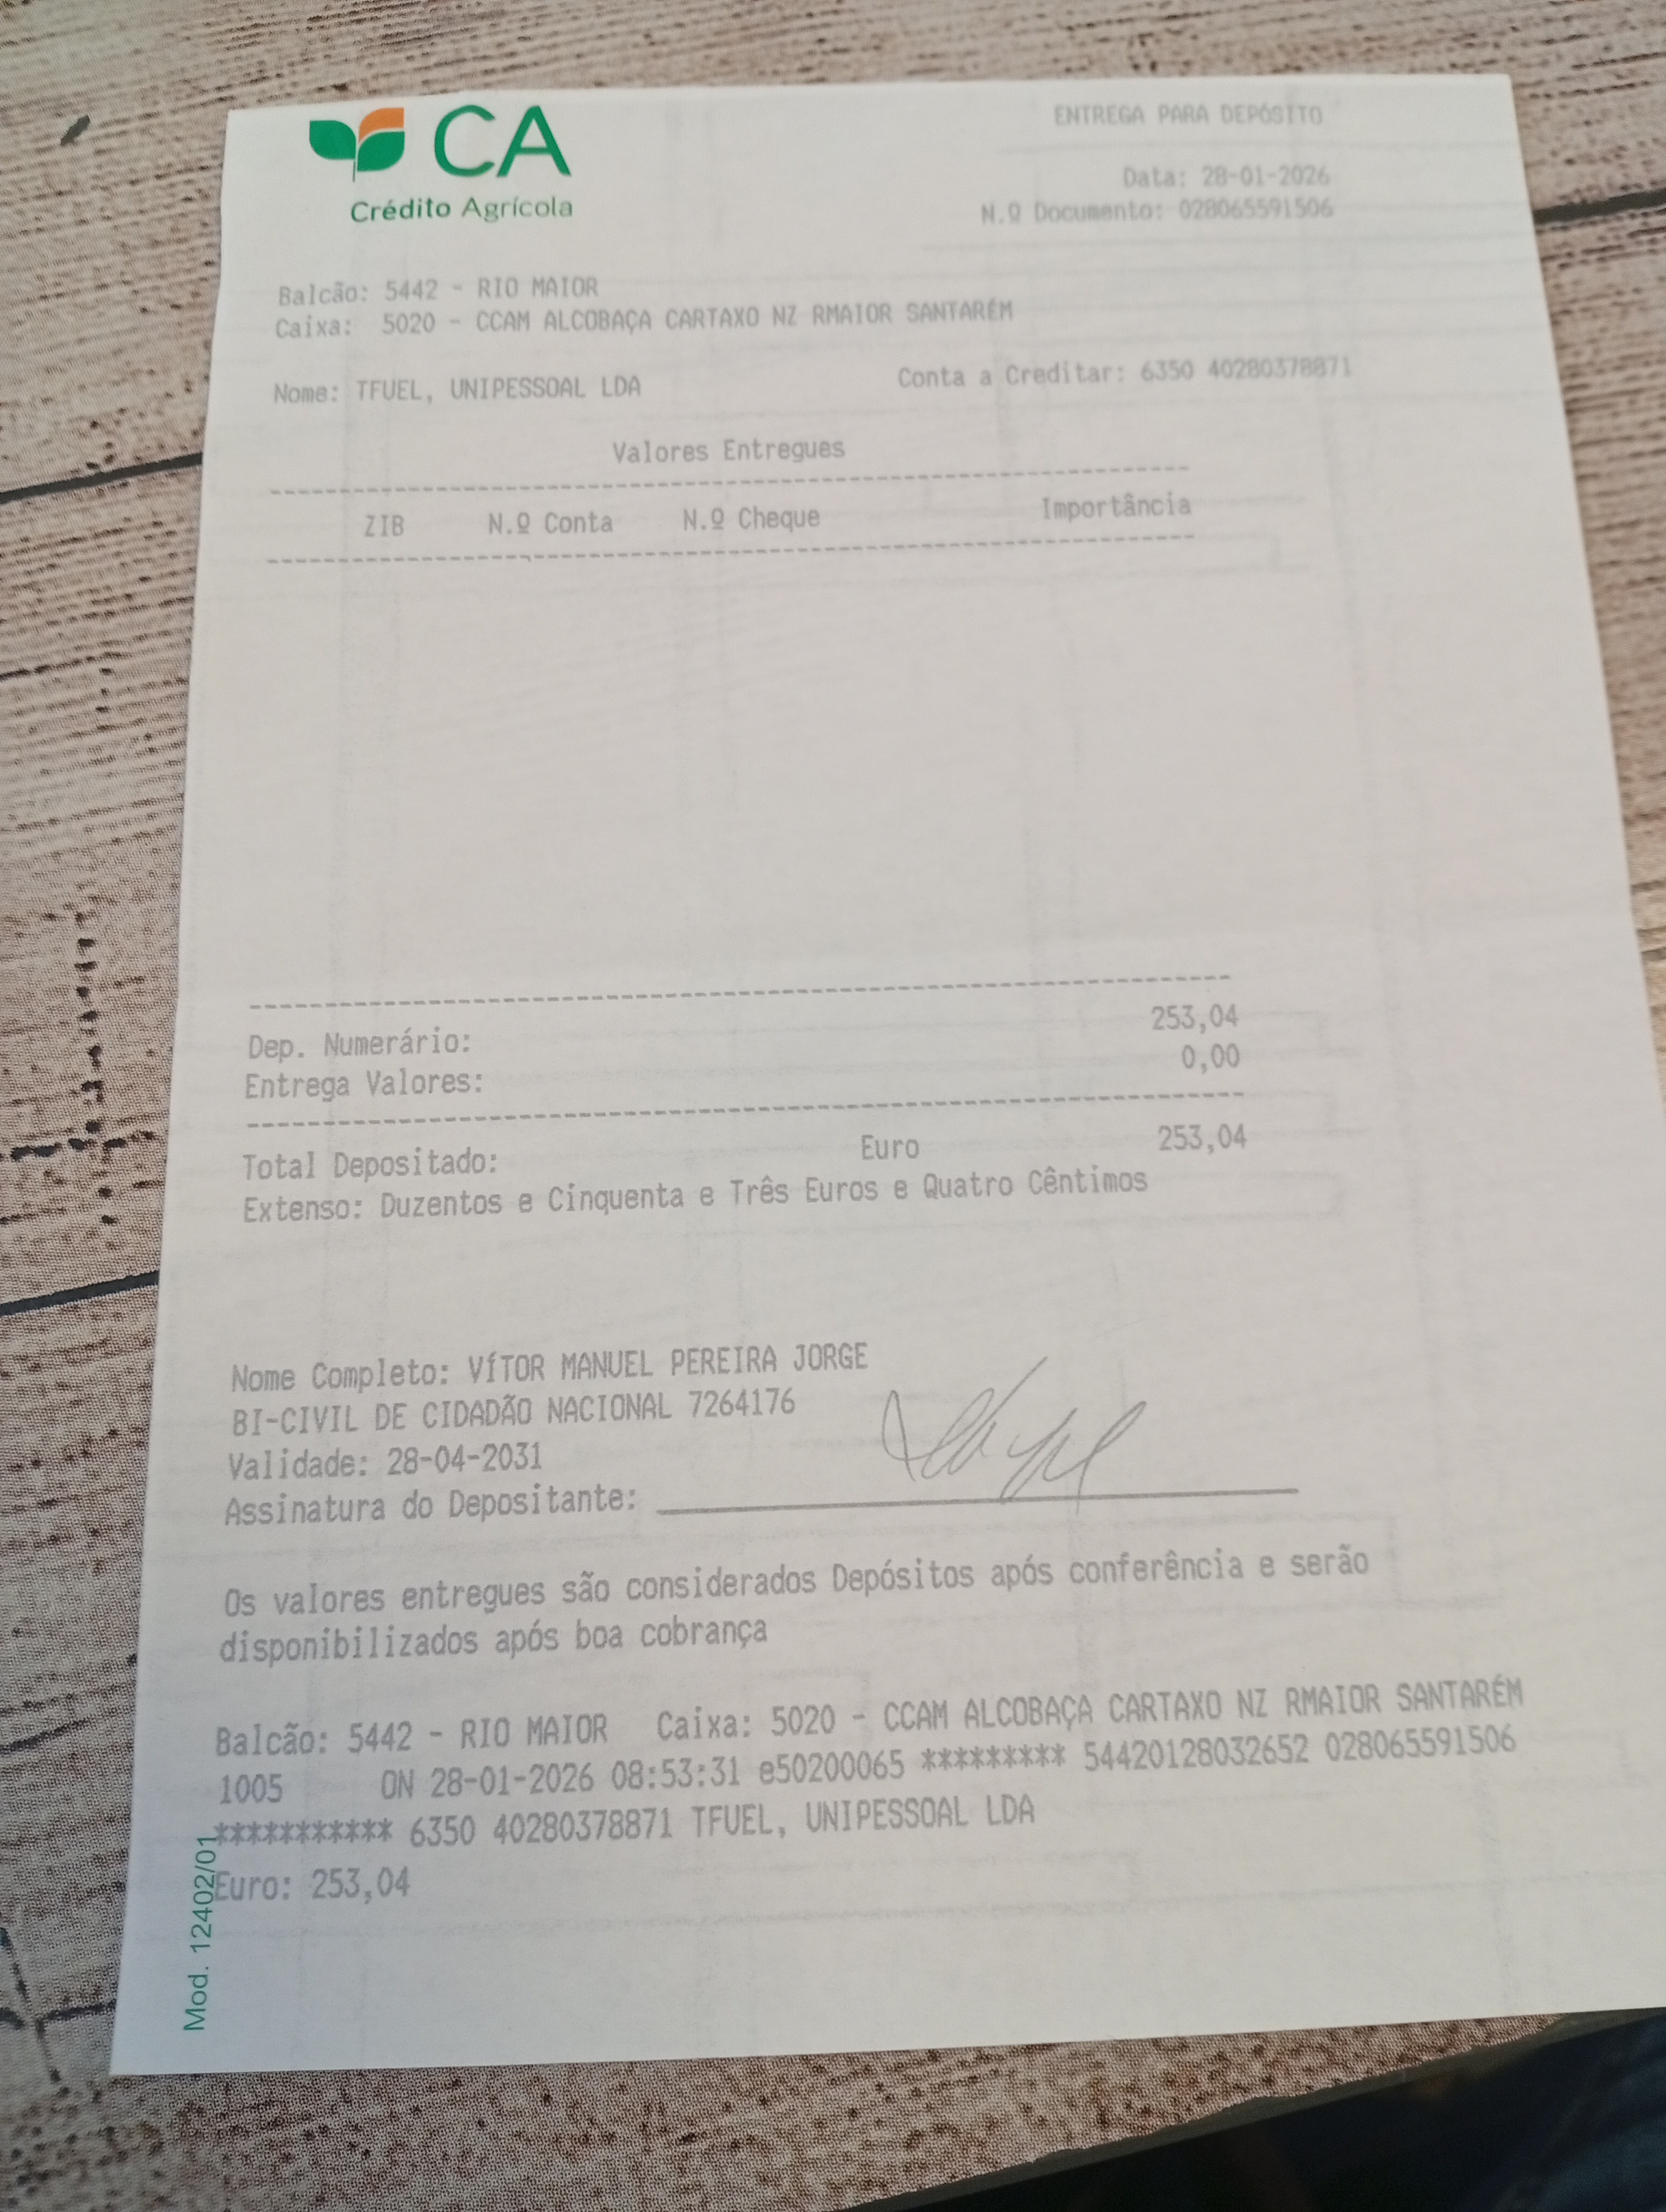 CA
Crédito Agrícola
ENTREGA PARA DEPÓSITO
Data: 28-01-2026
N.º Documento: 028065591506
Balcão: 5442 - RIO MAIOR
Caixa: 5020 - CCAM ALCOBAÇA CARTAXO NZ RMAIOR SANTARÉM
Nome: TFUEL, UNIPESSOAL LDA Conta a Creditar: 6350 40280378871
Valores Entregues
ZIB N.º Conta N.º Cheque Importância
Dep. Numerário: 253,04
Entrega Valores: 0,00
Total Depositado: Euro 253,04
Extenso: Duzentos e Cinquenta e Três Euros e Quatro Cêntimos
Nome Completo: VÍTOR MANUEL PEREIRA JORGE
BI-CIVIL DE CIDADÃO NACIONAL 7264176
Validade: 28-04-2031
Assinatura do Depositante:
Os valores entregues são considerados Depósitos após conferência e serão
disponibilizados após boa cobrança
Balcão: 5442 - RIO MAIOR Caixa: 5020 - CCAM ALCOBAÇA CARTAXO NZ RMAIOR SANTARÉM
1005 ON 28-01-2026 08:53:31 e50200065 ********* 54420128032652 028065591506
*********** 6350 40280378871 TFUEL, UNIPESSOAL LDA
Euro: 253,04
Mod. 12402/01